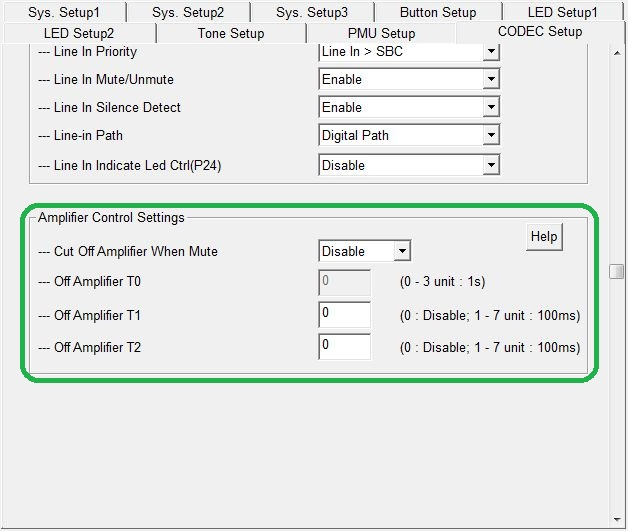 Sys. Setup1 Sys. Setup2 Sys. Setup3 Button Setup LED Setup1
LED Setup2 Tone Setup PMU Setup CODEC Setup
--- Line In Priority Line In > SBC
--- Line In Mute/Unmute Enable
--- Line In Silence Detect Enable
--- Line-in Path Digital Path
--- Line In Indicate Led Ctrl(P24) Disable
Amplifier Control Settings
Help
--- Cut Off Amplifier When Mute Disable
--- Off Amplifier T0 0 (0 - 3 unit : 1s)
--- Off Amplifier T1 0 (0 : Disable; 1 - 7 unit : 100ms)
--- Off Amplifier T2 0 (0 : Disable; 1 - 7 unit : 100ms)